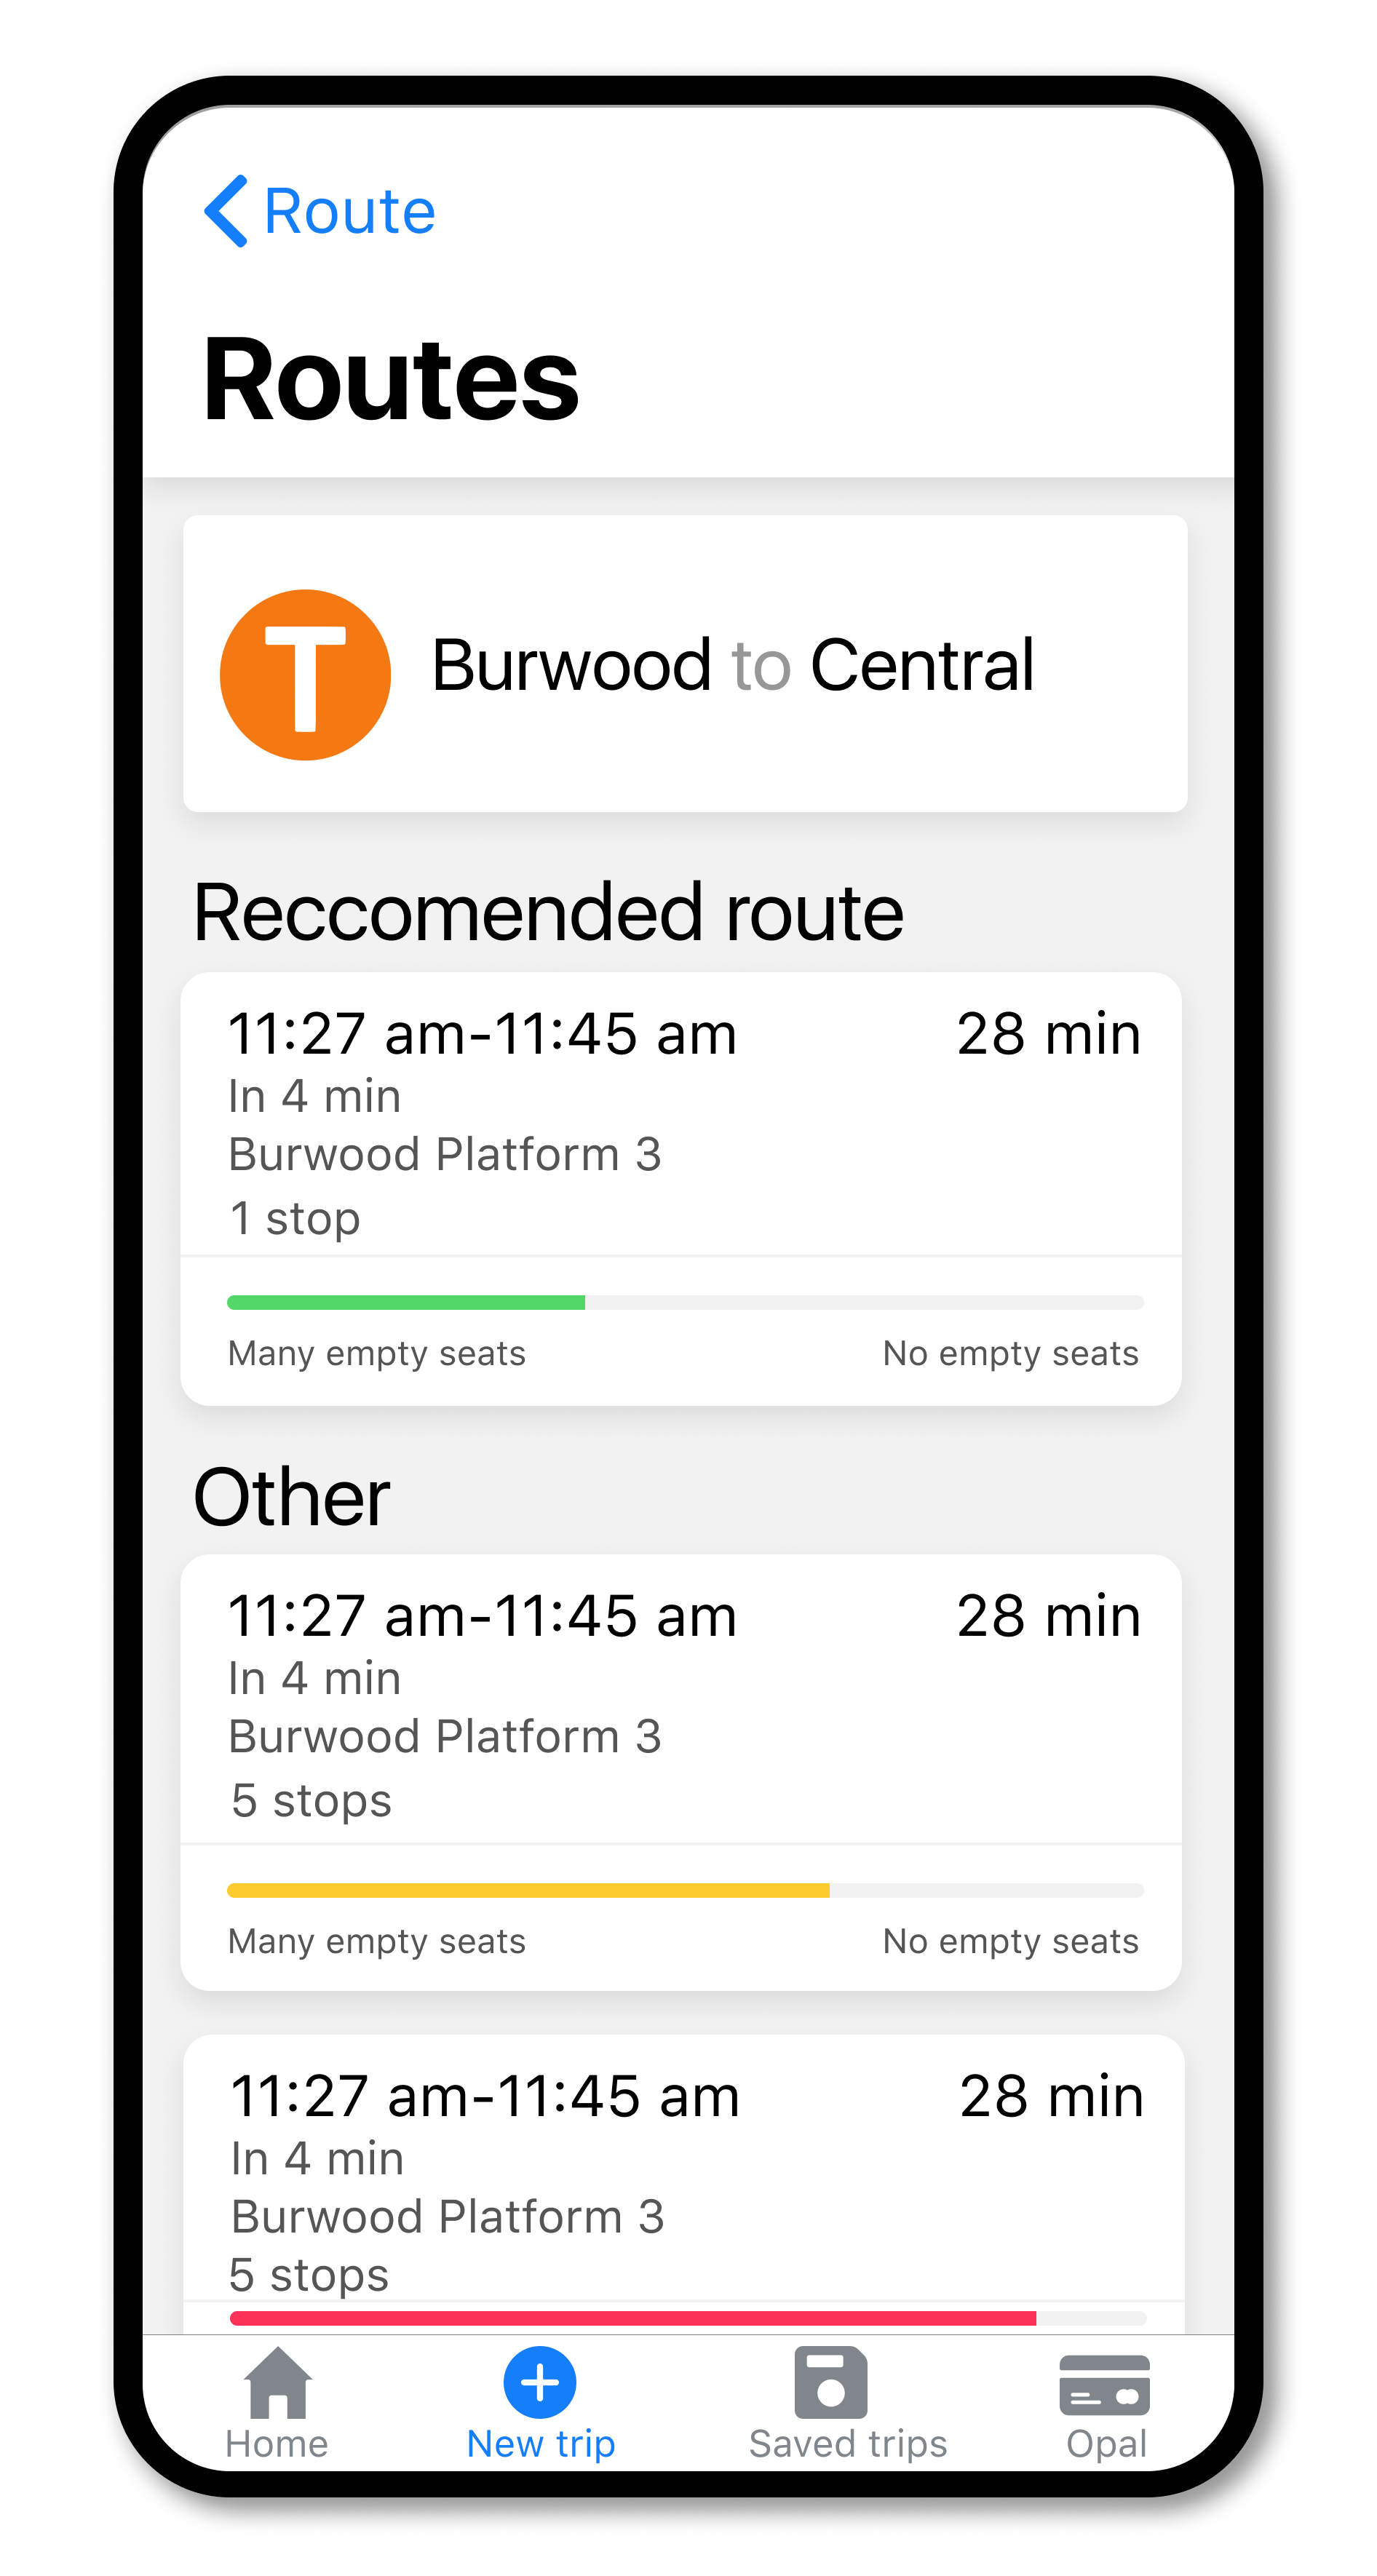 Route
Routes
T
Burwood to Central
Reccomended route
11:27 am-11:45 am 28 min
In 4 min
Burwood Platform 3
1 stop
Many empty seats No empty seats
Other
11:27 am-11:45 am 28 min
In 4 min
Burwood Platform 3
5 stops
Many empty seats No empty seats
11:27 am-11:45 am 28 min
In 4 min
Burwood Platform 3
5 stops
Home New trip Saved trips Opal